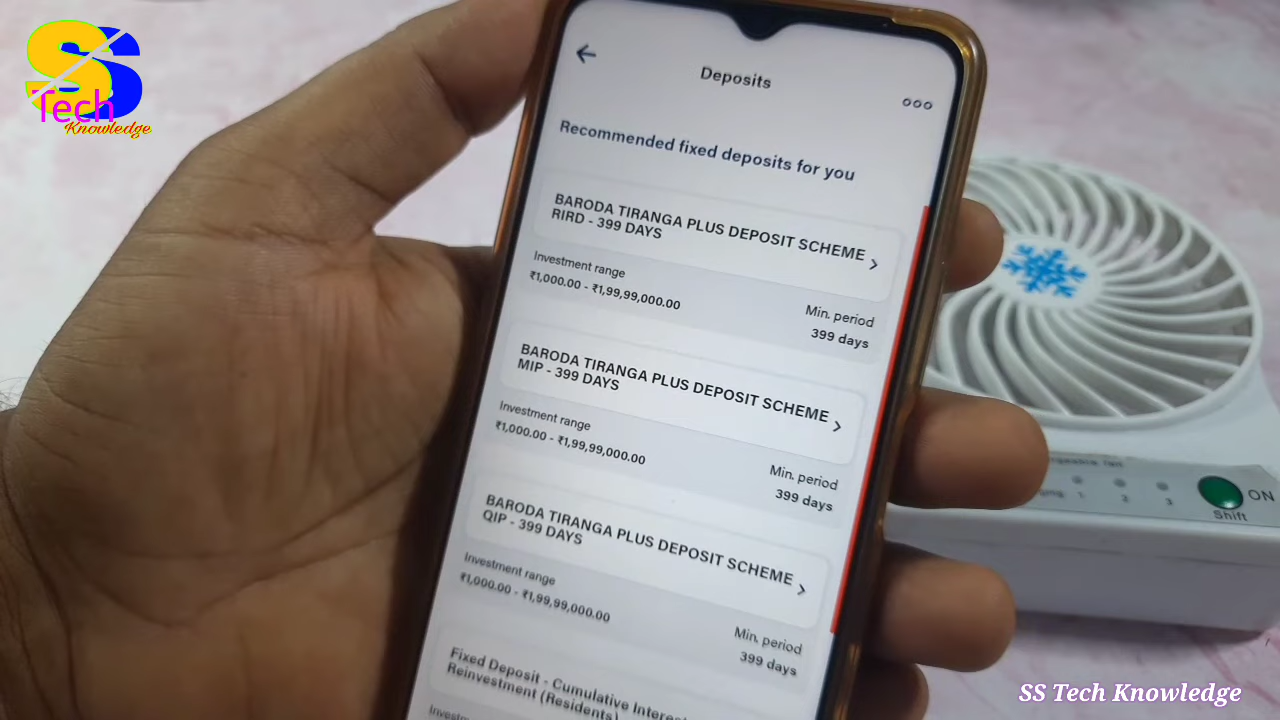 SS
Tech
Knowledge
Deposits
Recommended fixed deposits for you
BARODA TIRANGA PLUS DEPOSIT SCHEME
RIRD - 399 DAYS
Investment range
₹1,000.00 - ₹1,99,99,000.00
Min. period
399 days
BARODA TIRANGA PLUS DEPOSIT SCHEME
MIP - 399 DAYS
Investment range
₹1,000.00 - ₹1,99,99,000.00
Min. period
399 days
BARODA TIRANGA PLUS DEPOSIT SCHEME
QIP - 399 DAYS
Investment range
₹1,000.00 - ₹1,99,99,000.00
Min. period
399 days
Fixed Deposit - Cumulative
Reinvestment (Residents)
1 2 3
ON
Shift
SS Tech Knowledge